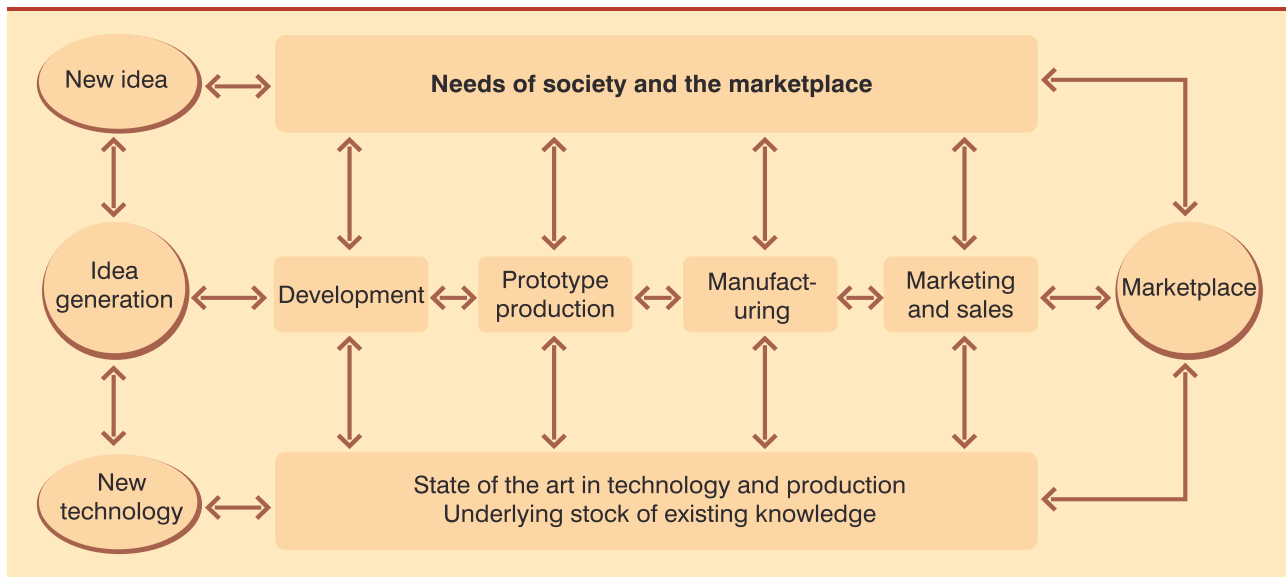 New idea
Needs of society and the marketplace
Idea
generation
Development
Prototype
production
Manufact-
uring
Marketing
and sales
Marketplace
New
technology
State of the art in technology and production
Underlying stock of existing knowledge